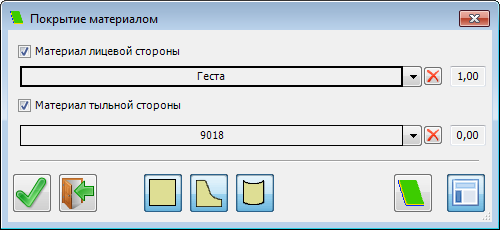 Покрытие материалом
Материал лицевой стороны
Геста 1,00
Материал тыльной стороны
9018 0,00